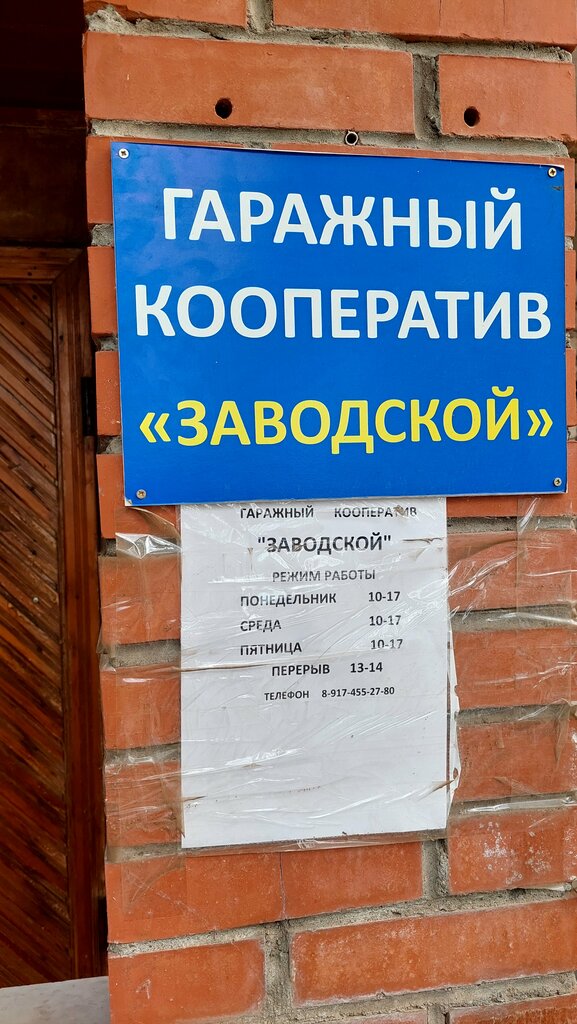 ГАРАЖНЫЙ
КООПЕРАТИВ
«ЗАВОДСКОЙ»
ГАРАЖНЫЙ КООПЕРАТИВ
"ЗАВОДСКОЙ"
РЕЖИМ РАБОТЫ
ПОНЕДЕЛЬНИК 10-17
СРЕДА 10-17
ПЯТНИЦА 10-17
ПЕРЕРЫВ 13-14
ТЕЛЕФОН 8-917-455-27-80